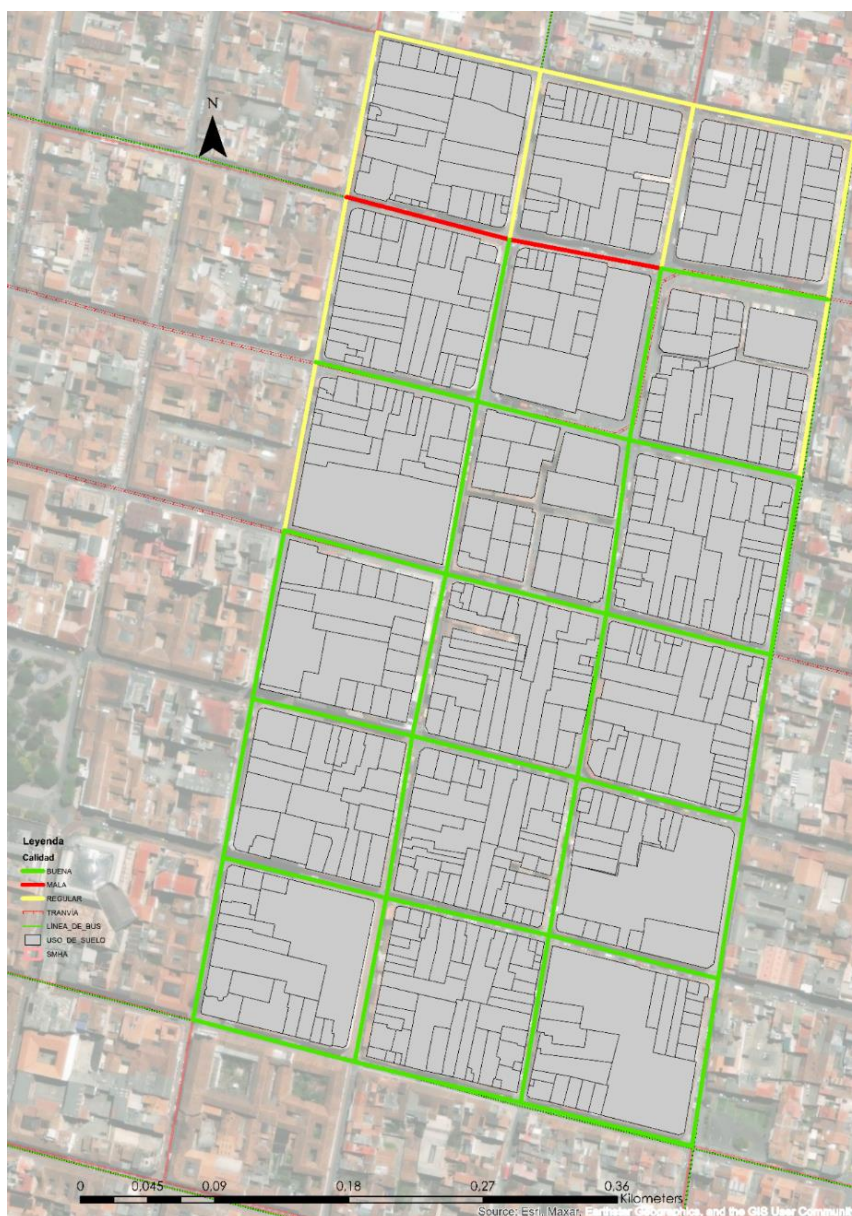 N
Leyenda
Calidad
BUENA
MALA
REGULAR
TRANVÍA
LÍNEA_DE_BUS
USO_DE_SUELO
SMHA
0 0,045 0,09 0,18 0,27 0,36
Kilometers
Source: Esri, Maxar, Earthstar Geographics, and the GIS User Community